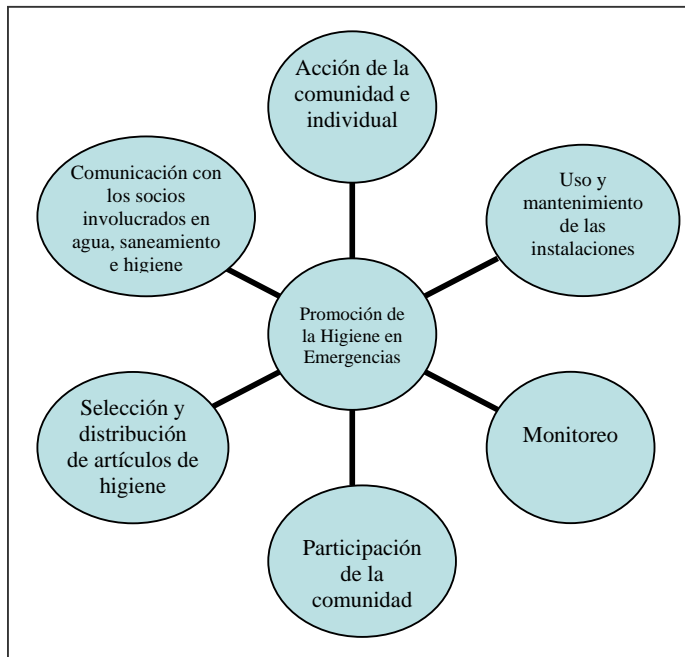 Acción de la
comunidad e
individual
Comunicación con
los socios
involucrados en
agua, saneamiento
e higiene
Uso y
mantenimiento
de las
instalaciones
Promoción de
la Higiene en
Emergencias
Selección y
distribución
de artículos de
higiene
Monitoreo
Participación
de la
comunidad